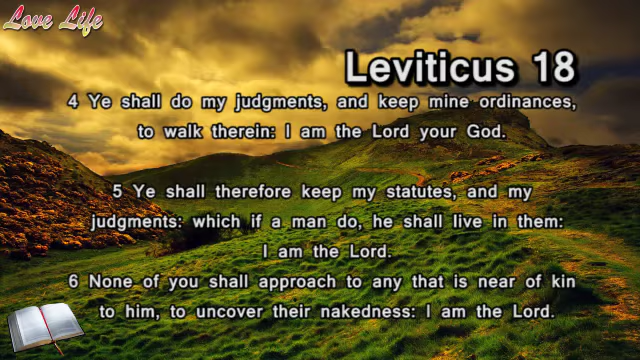 Love Life
Leviticus 18
4 Ye shall do my judgments, and keep mine ordinances,
to walk therein: I am the Lord your God.
5 Ye shall therefore keep my statutes, and my
judgments: which if a man do, he shall live in them:
I am the Lord.
6 None of you shall approach to any that is near of kin
to him, to uncover their nakedness: I am the Lord.